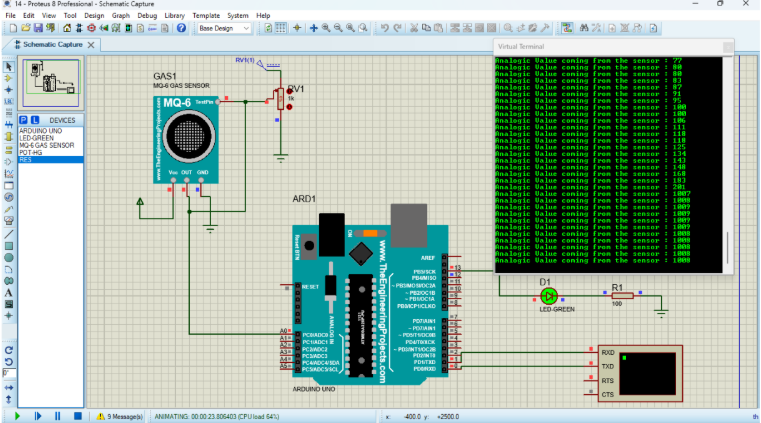 14 - Proteus 8 Professional - Schematic Capture
File Edit View Tool Design Graph Debug Library Template System Help
Base Design
Schematic Capture X
P L DEVICES
ARDUINO UNO
LED-GREEN
MQ-6 GAS SENSOR
POT-HG
RES
GAS1
MQ-6 GAS SENSOR
MQ-6
TestPin
www.TheEngineeringProjects.com
Vcc OUT GND
RV1(1)
RV1
1k
Virtual Terminal
Analogic Value coming from the sensor : 77
Analogic Value coming from the sensor : 80
Analogic Value coming from the sensor : 80
Analogic Value coming from the sensor : 83
Analogic Value coming from the sensor : 87
Analogic Value coming from the sensor : 91
Analogic Value coming from the sensor : 95
Analogic Value coming from the sensor : 100
Analogic Value coming from the sensor : 100
Analogic Value coming from the sensor : 106
Analogic Value coming from the sensor : 111
Analogic Value coming from the sensor : 118
Analogic Value coming from the sensor : 118
Analogic Value coming from the sensor : 125
Analogic Value coming from the sensor : 134
Analogic Value coming from the sensor : 143
Analogic Value coming from the sensor : 148
Analogic Value coming from the sensor : 168
Analogic Value coming from the sensor : 183
Analogic Value coming from the sensor : 201
Analogic Value coming from the sensor : 1007
Analogic Value coming from the sensor : 1008
Analogic Value coming from the sensor : 1009
Analogic Value coming from the sensor : 1009
Analogic Value coming from the sensor : 1009
Analogic Value coming from the sensor : 1009
Analogic Value coming from the sensor : 1008
Analogic Value coming from the sensor : 1008
Analogic Value coming from the sensor : 1008
ARD1
Reset BTN
ON
www.TheEngineeringProjects.com
RESET
ANALOG IN
A0
A1
A2
A3
A4
A5
PC0/ADC0
PC1/ADC1
PC2/ADC2
PC3/ADC3
PC4/ADC4/SDA
PC5/ADC5/SCL
AREF
PB5/SCK
PB4/MISO
~ PB3/MOSI/OC2A
~ PB2/OC1B
~ PB1/OC1A
PB0/ICP1/CLKO
13
12
11
10
9
8
PD7/AIN1
~ PD6/AIN0
~ PD5/T1/OC0B
PD4/T0/XCK
~ PD3/INT1/OC2B
PD2/INT0
PD1/TXD
PD0/RXD
7
6
5
4
3
2
1
0
ARDUINO UNO
D1
LED-GREEN
R1
100
RXD
TXD
RTS
CTS
0°
9 Message(s)
ANIMATING: 00:00:23.806403 (CPU load 64%)
x: -400.0 y: +2500.0
th